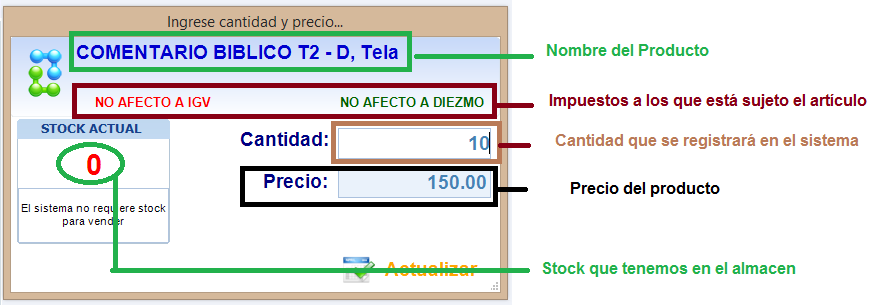 Ingrese cantidad y precio...
COMENTARIO BIBLICO T2 - D, Tela
Nombre del Producto
NO AFECTO A IGV
NO AFECTO A DIEZMO
Impuestos a los que está sujeto el artículo
STOCK ACTUAL
0
El sistema no requiere stock
para vender
Cantidad:
10
Cantidad que se registrará en el sistema
Precio:
150.00
Precio del producto
Actualizar
Stock que tenemos en el almacen